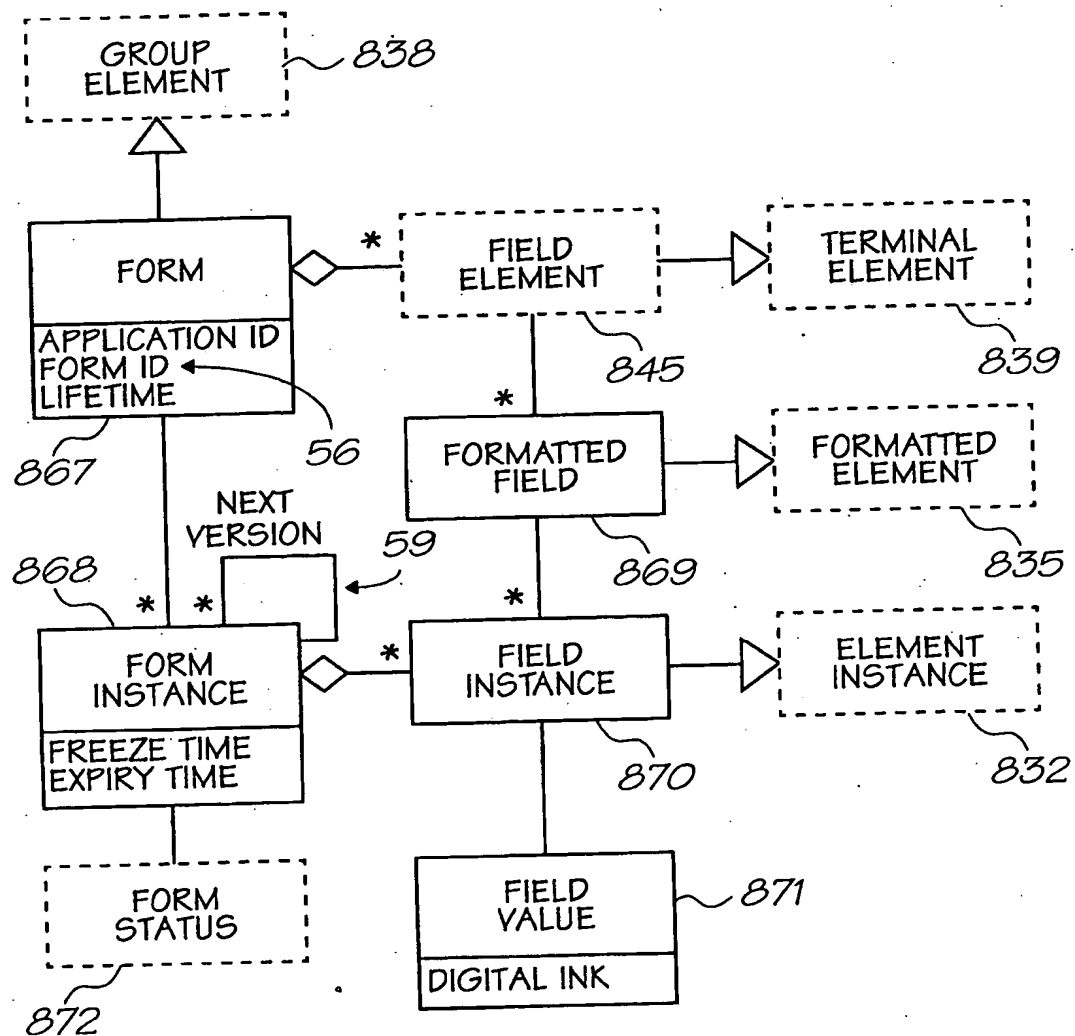 GROUP
ELEMENT
838
FORM
APPLICATION ID
FORM ID
LIFETIME
867
56
*
FIELD
ELEMENT
845
TERMINAL
ELEMENT
839
*
FORMATTED
FIELD
869
FORMATTED
ELEMENT
835
NEXT
VERSION
59
868
*
*
FORM
INSTANCE
FREEZE TIME
EXPIRY TIME
*
*
FIELD
INSTANCE
870
ELEMENT
INSTANCE
832
FORM
STATUS
872
FIELD
VALUE
DIGITAL INK
871